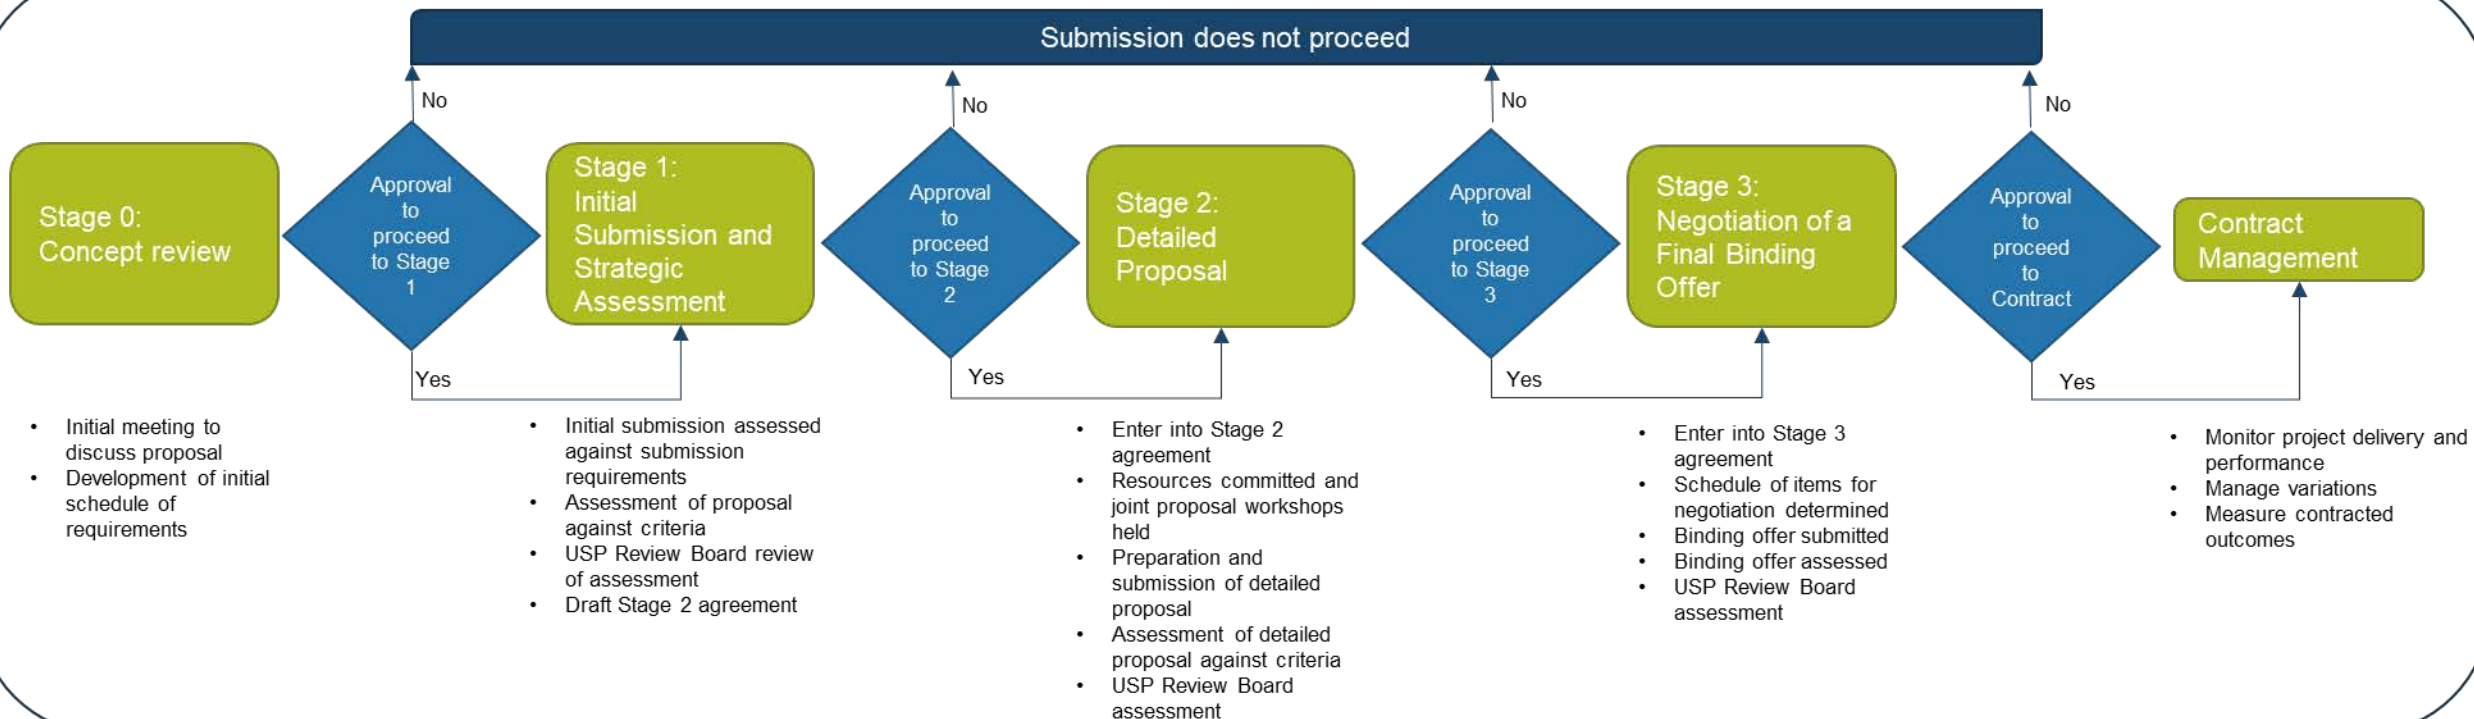 Submission does not proceed
No
No
No
No
Stage 0:
Concept review
Approval
to
proceed
to Stage
1
Stage 1:
Initial
Submission and
Strategic
Assessment
Approval
to
proceed
to Stage
2
Stage 2:
Detailed
Proposal
Approval
to
proceed
to Stage
3
Stage 3:
Negotiation of a
Final Binding
Offer
Approval
to
proceed
to
Contract
Contract
Management
Yes
Yes
Yes
Yes
• Initial meeting to
discuss proposal
• Development of initial
schedule of
requirements
• Initial submission assessed
against submission
requirements
• Assessment of proposal
against criteria
• USP Review Board review
of assessment
• Draft Stage 2 agreement
• Enter into Stage 2
agreement
• Resources committed and
joint proposal workshops
held
• Preparation and
submission of detailed
proposal
• Assessment of detailed
proposal against criteria
• USP Review Board
assessment
• Enter into Stage 3
agreement
• Schedule of items for
negotiation determined
• Binding offer submitted
• Binding offer assessed
• USP Review Board
assessment
• Monitor project delivery and
performance
• Manage variations
• Measure contracted
outcomes